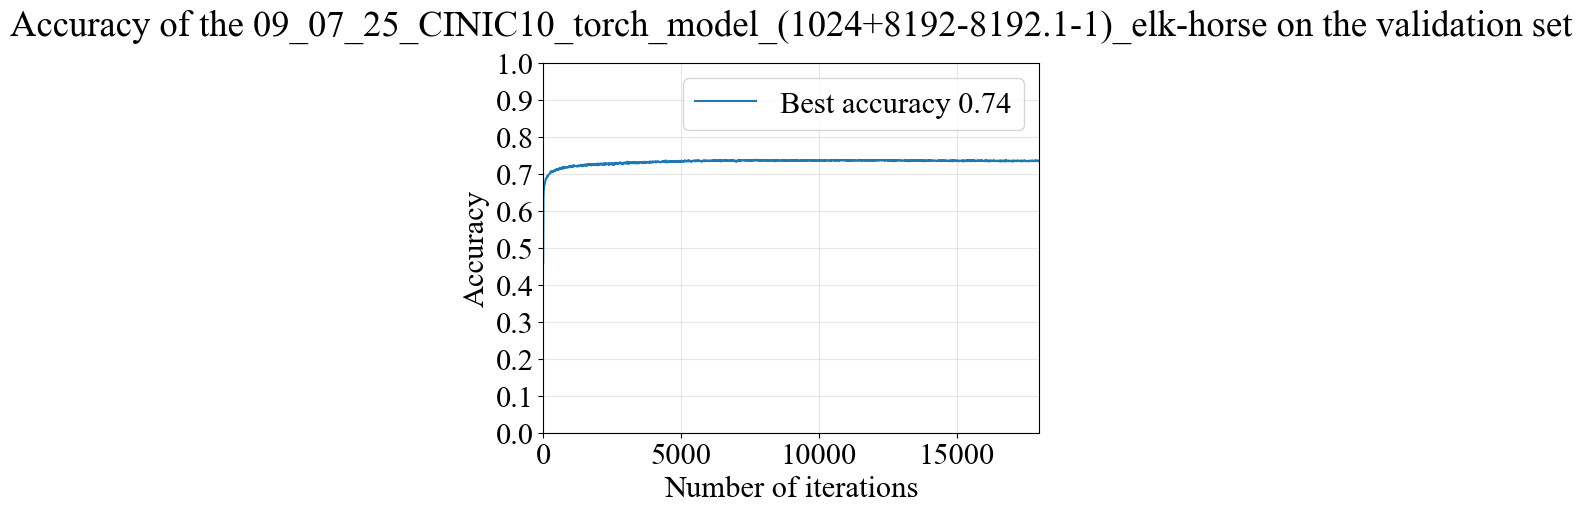 Accuracy of the 09_07_25_CINIC10_torch_model_(1024+8192-8192.1-1)_elk-horse on the validation set
1.0
0.9
0.8
0.7
0.6
0.5
0.4
0.3
0.2
0.1
0.0
Accuracy
Best accuracy 0.74
0 5000 10000 15000
Number of iterations